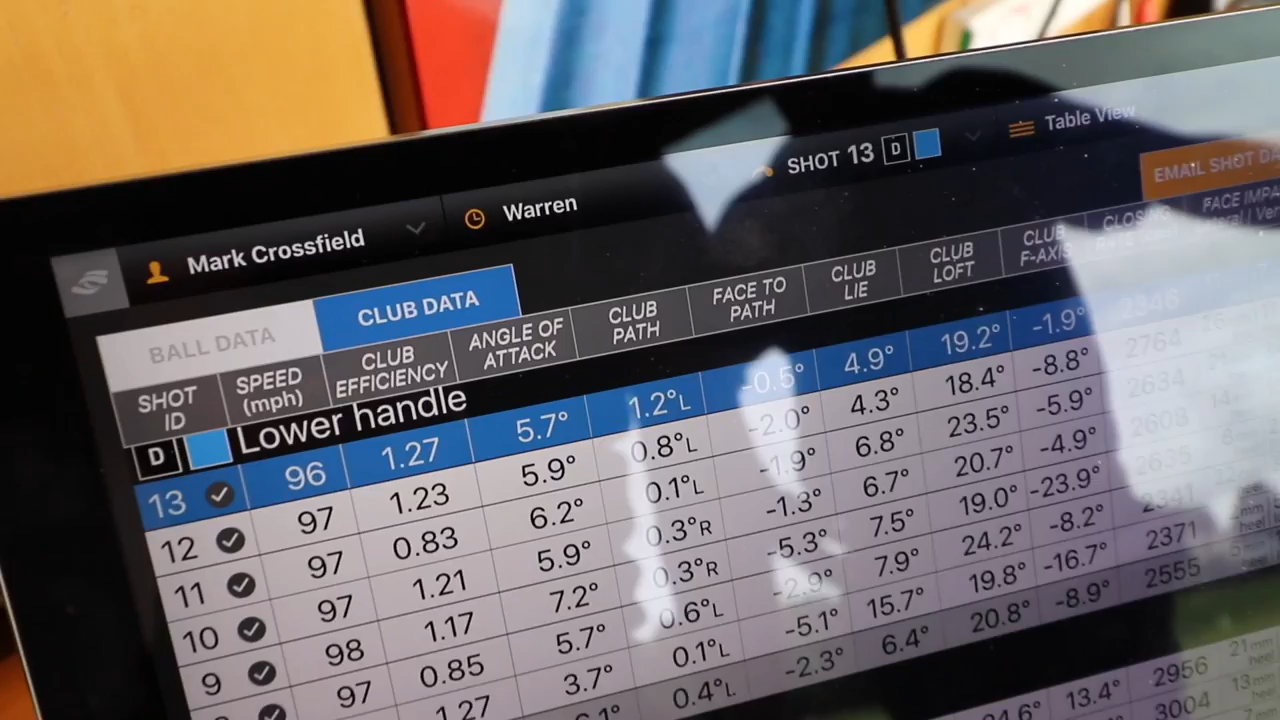 Mark Crossfield Warren SHOT 13 D Table View
EMAIL SHOT
BALL DATA CLUB DATA
SHOT ID SPEED (mph) CLUB EFFICIENCY ANGLE OF ATTACK CLUB PATH FACE TO PATH CLUB LIE CLUB LOFT CLUB F-AXIS FACE
D Lower handle
13 96 1.27 5.7° 1.2°L -0.5° 4.9° 19.2° -1.9°
12 97 1.23 5.9° 0.8°L -2.0° 4.3° 18.4° -8.8° 2764
11 97 0.83 6.2° 0.1°L -1.9° 6.8° 23.5° -5.9° 2634
10 97 1.21 5.9° 0.3°R -1.3° 6.7° 20.7° -4.9° 2608
9 98 1.17 7.2° 0.3°R -5.3° 7.5° 19.0° -23.9° 2635
97 0.85 5.7° 0.6°L -2.9° 7.9° 24.2° -8.2° 2341
1.27 3.7° 0.1°L -5.1° 15.7° 19.8° -16.7° 2371
0.4°L -2.3° 6.4° 20.8° -8.9° 2555
13.4° 2956 21mm heel
3004 13mm heel